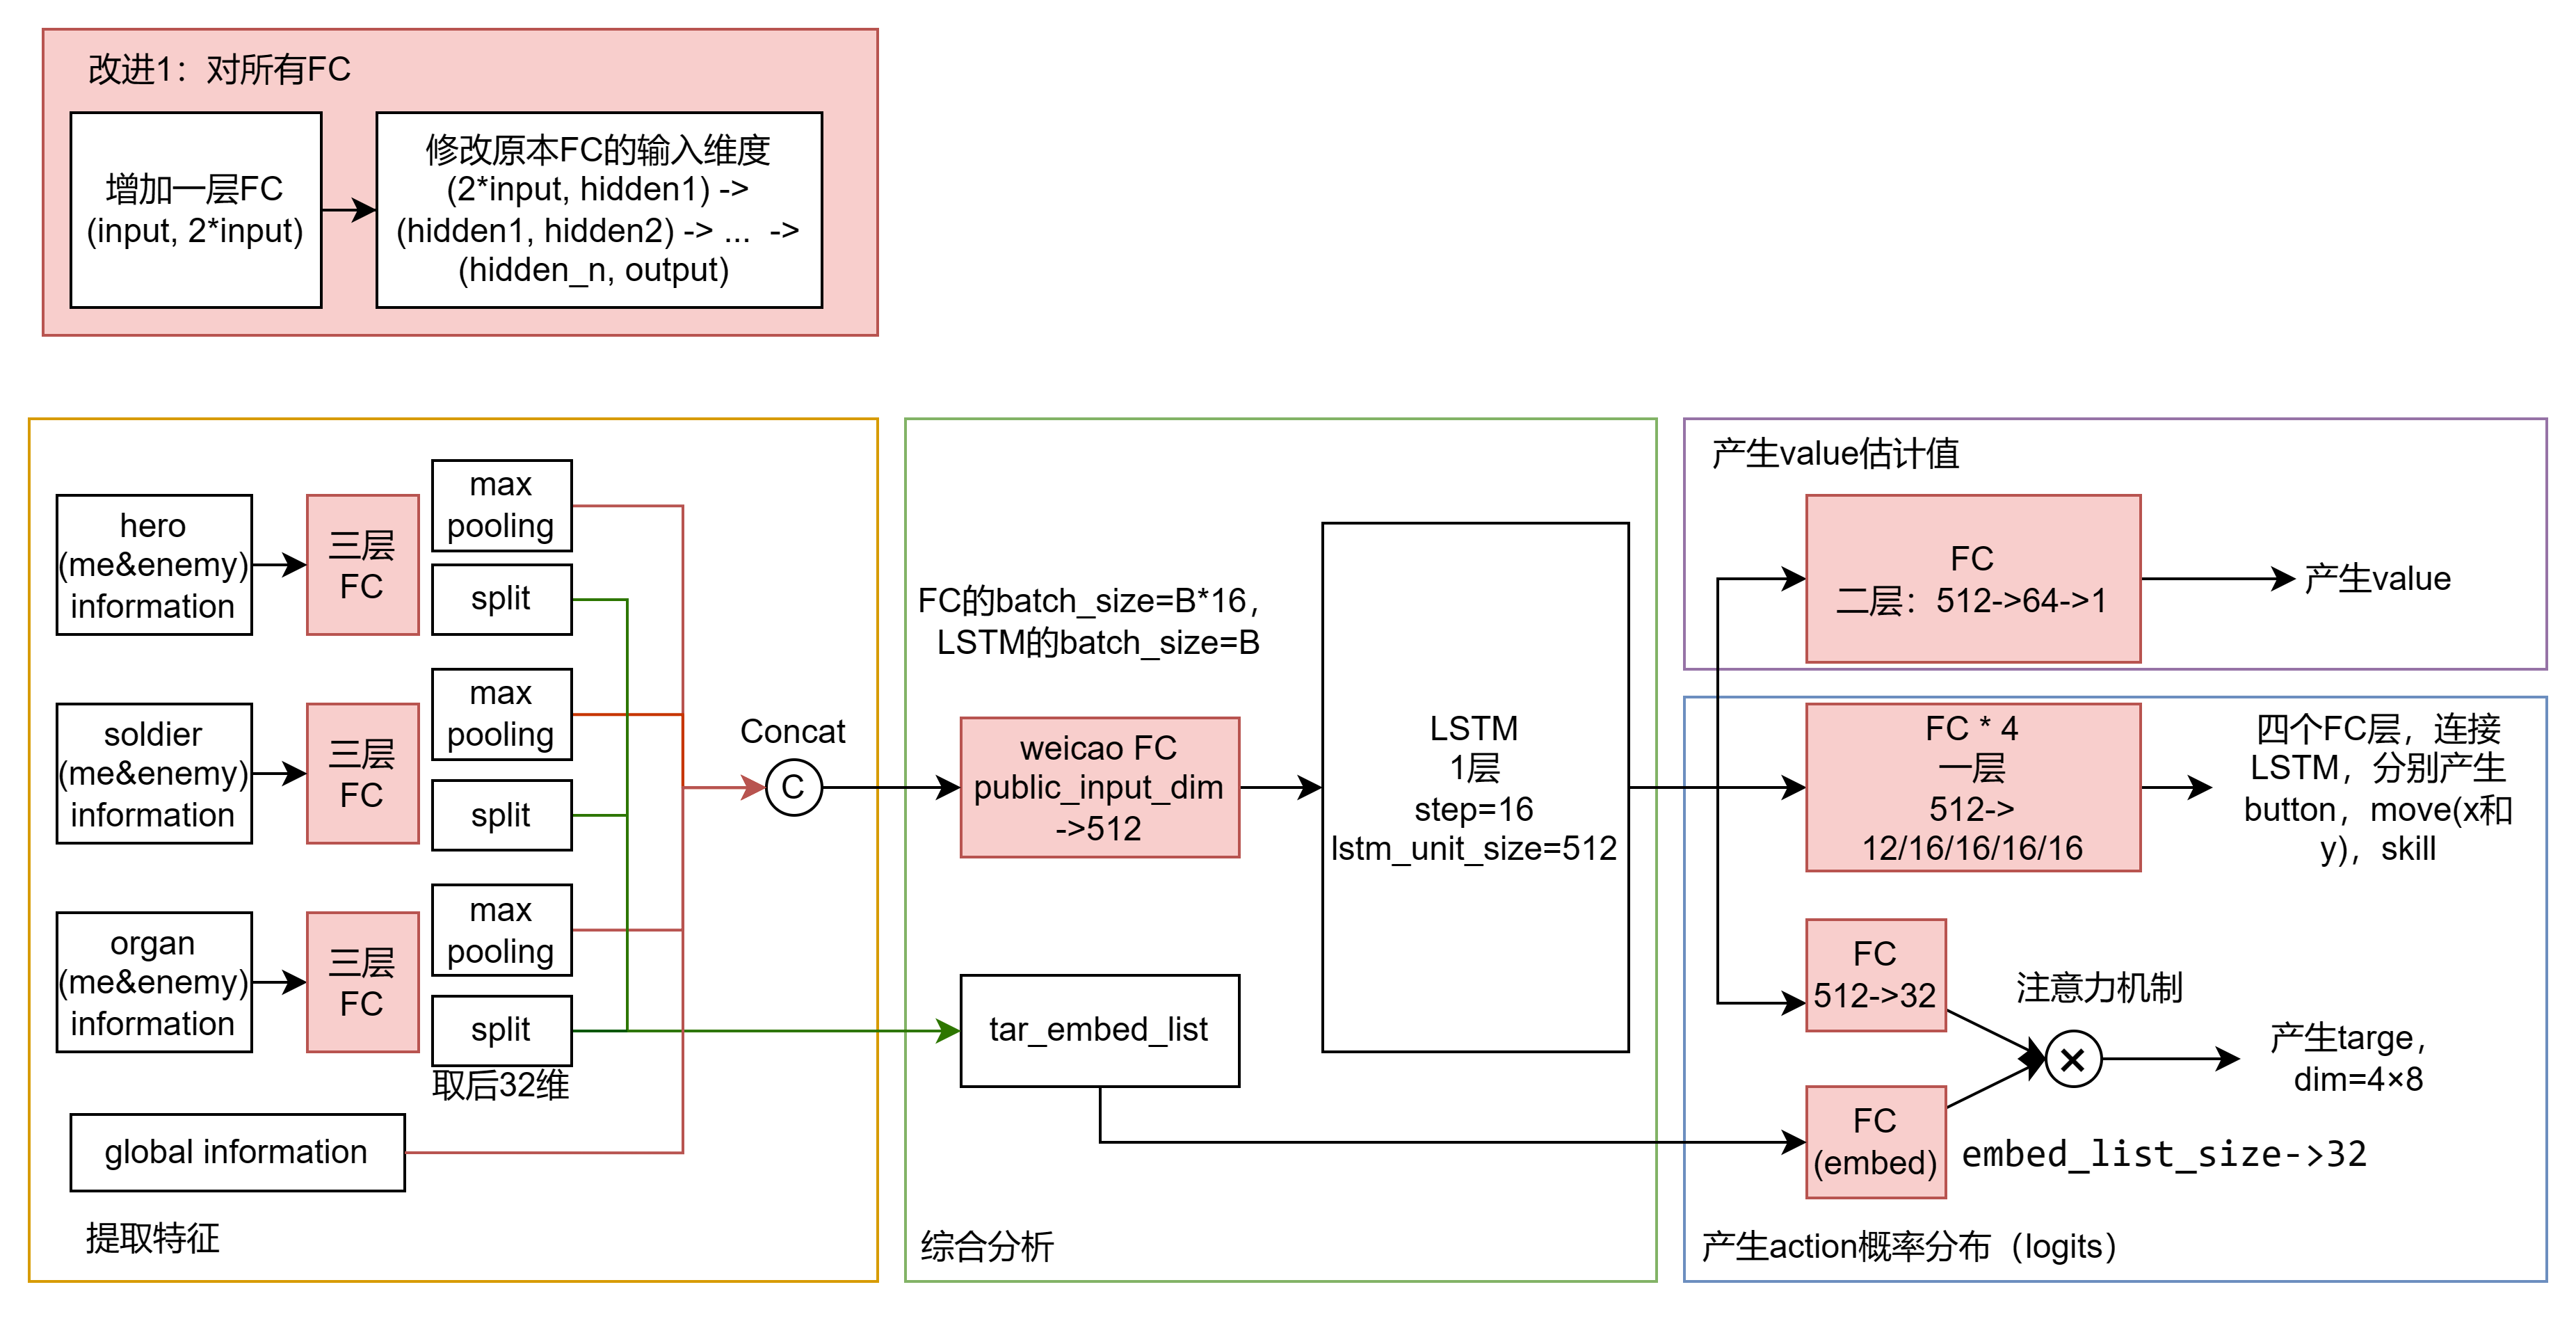 改进1：对所有FC
增加一层FC
(input, 2*input)
修改原本FC的输入维度
(2*input, hidden1) ->
(hidden1, hidden2) -> ... ->
(hidden_n, output)
hero
(me&enemy)
information
三层
FC
max
pooling
split
soldier
(me&enemy)
information
三层
FC
max
pooling
split
organ
(me&enemy)
information
三层
FC
max
pooling
split
取后32维
global information
Concat
C
提取特征
FC的batch_size=B*16，
LSTM的batch_size=B
weicao FC
public_input_dim
->512
tar_embed_list
LSTM
1层
step=16
lstm_unit_size=512
综合分析
产生value估计值
FC
二层：512->64->1
产生value
FC * 4
一层
512->
12/16/16/16/16
四个FC层，连接
LSTM，分别产生
button，move(x和
y)，skill
FC
512->32
注意力机制
×
产生targe，
dim=4×8
FC
(embed)
embed_list_size->32
产生action概率分布（logits）